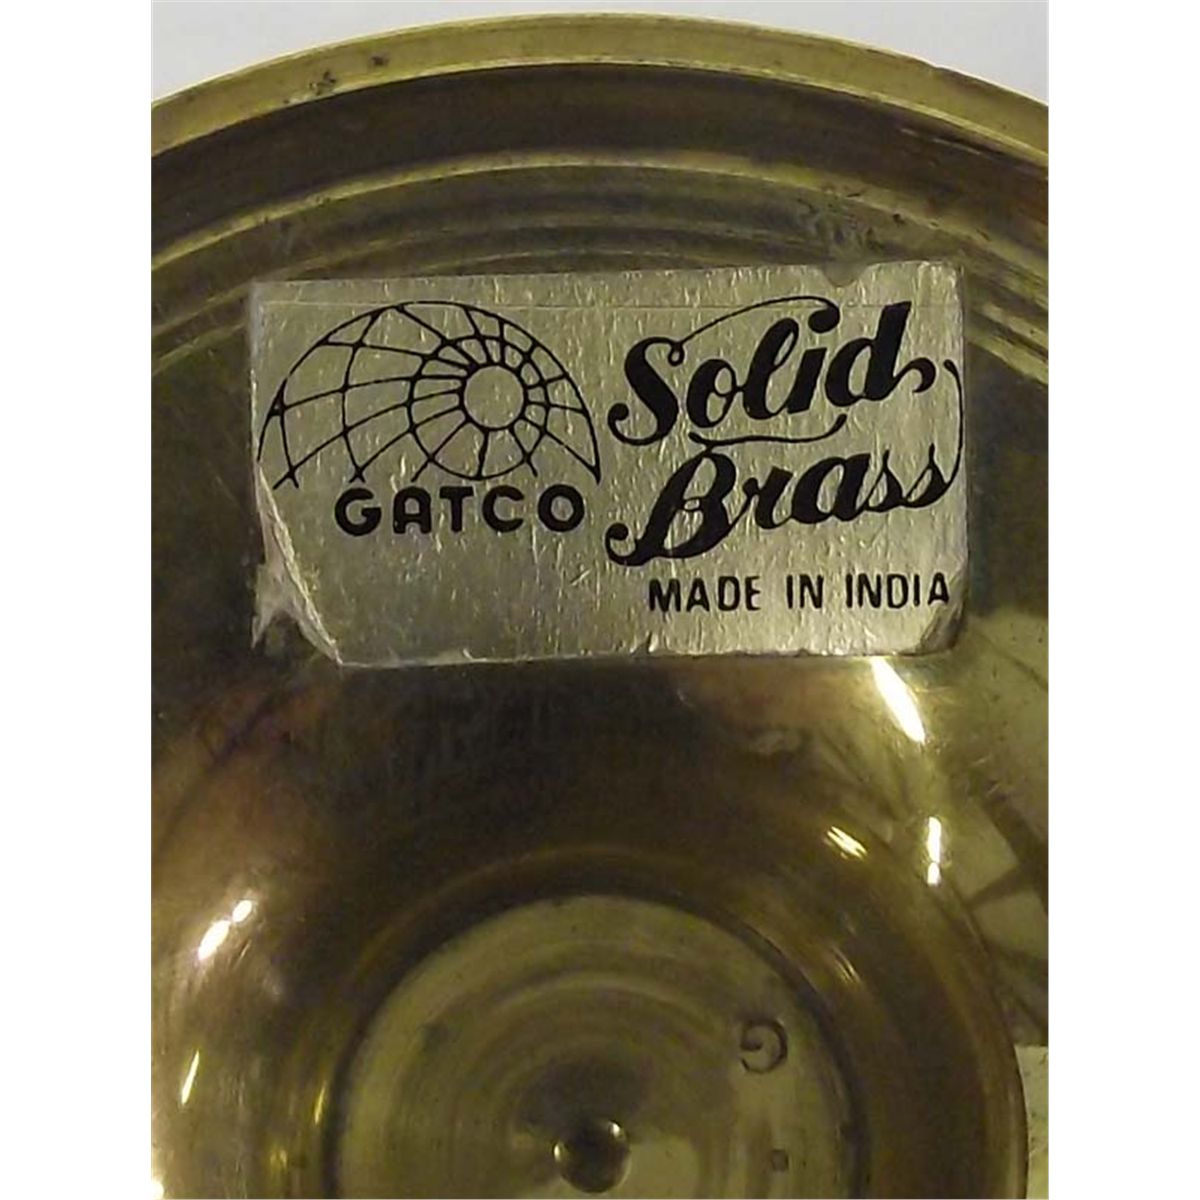 GATCO
Solid
Brass
MADE IN INDIA
G